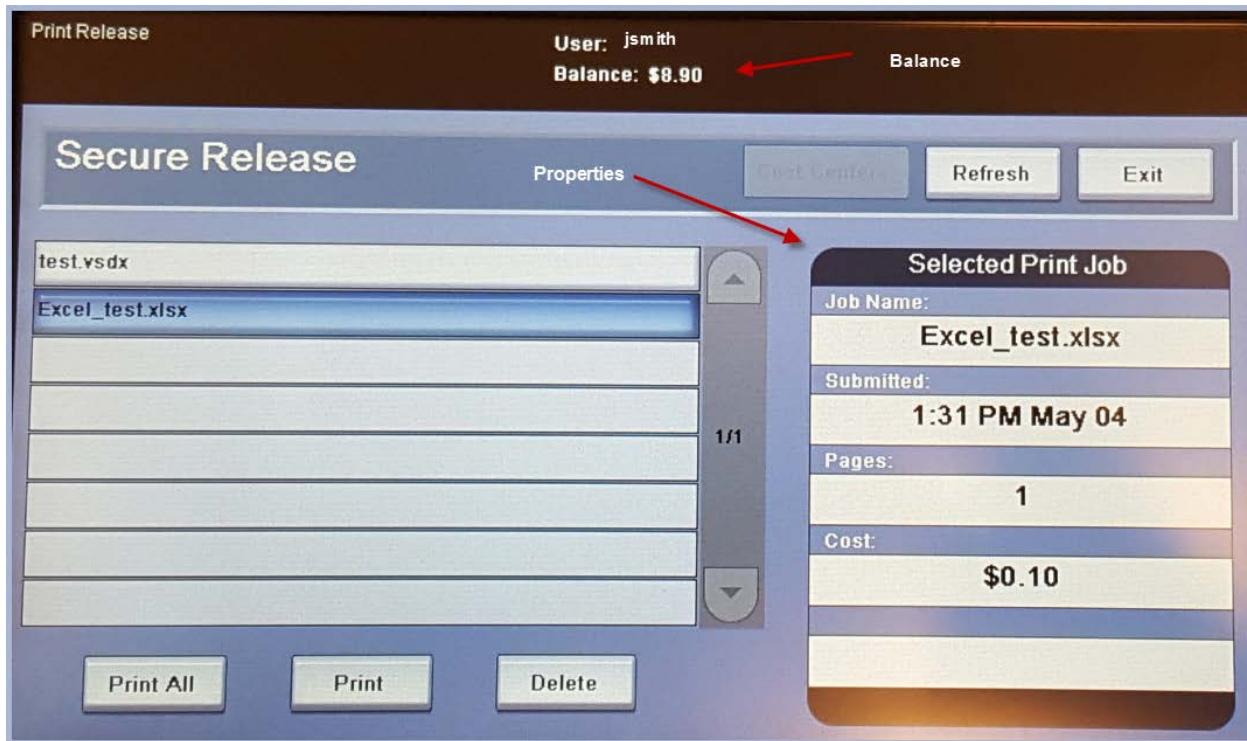 Print Release
User: jsmith
Balance: $8.90
Balance
Secure Release
Properties
Cost Centers
Refresh
Exit
test.vsdx
Excel_test.xlsx
1/1
Selected Print Job
Job Name:
Excel_test.xlsx
Submitted:
1:31 PM May 04
Pages:
1
Cost:
$0.10
Print All
Print
Delete